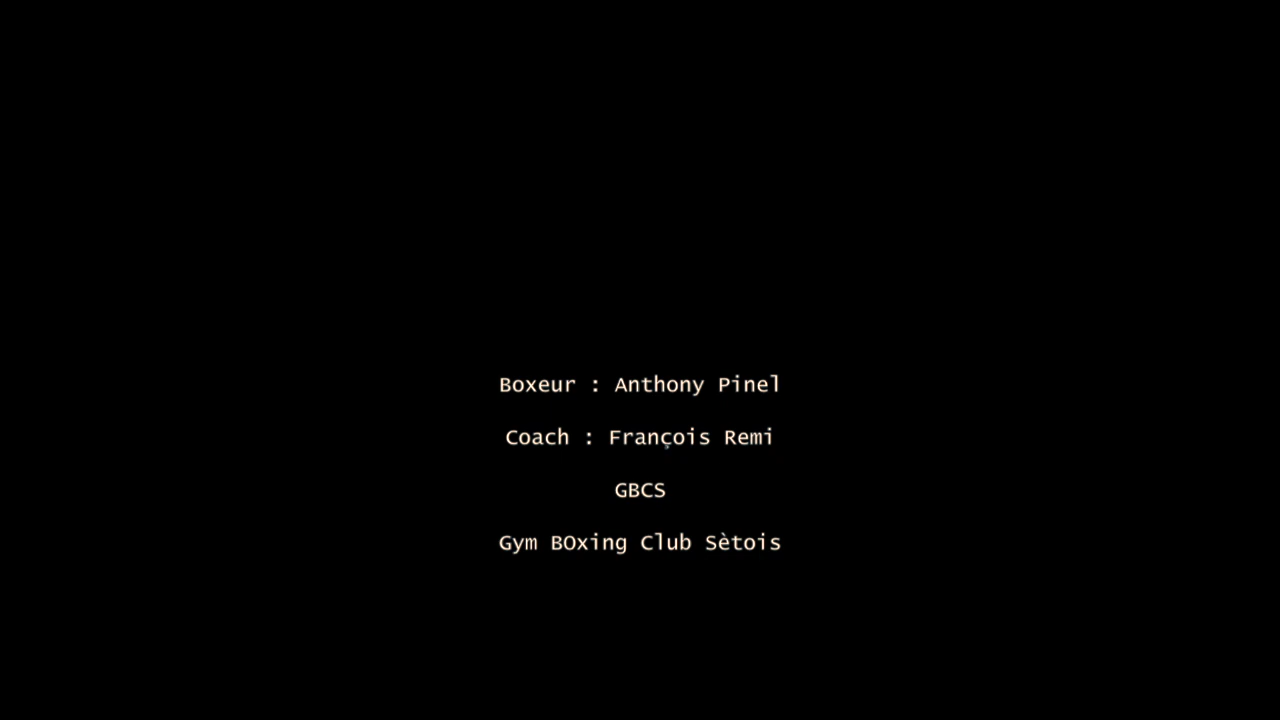 Boxeur : Anthony Pinel
Coach : François Remi
GBCS
Gym BOxing Club Sètois